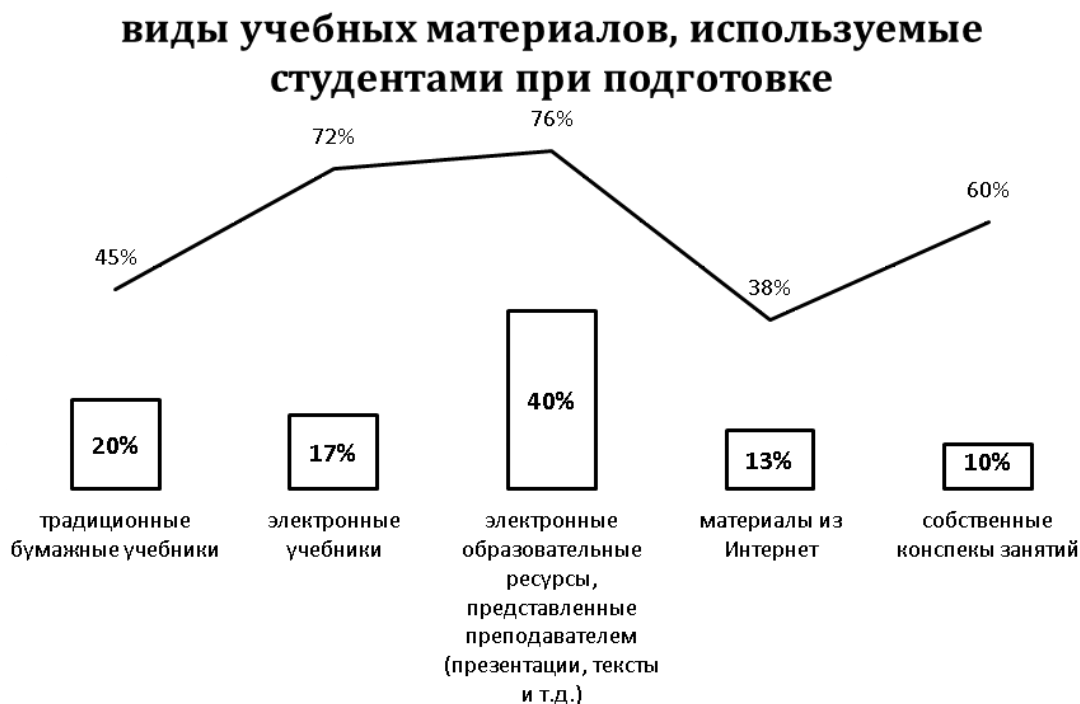 виды учебных материалов, используемые
студентами при подготовке
76%
72%
60%
45%
38%
40%
20%
17%
13%
10%
традиционные
бумажные учебники
электронные
учебники
электронные
образовательные
ресурсы,
представленные
преподавателем
(презентации, тексты
и т.д.)
материалы из
Интернет
собственные
конспекы занятий